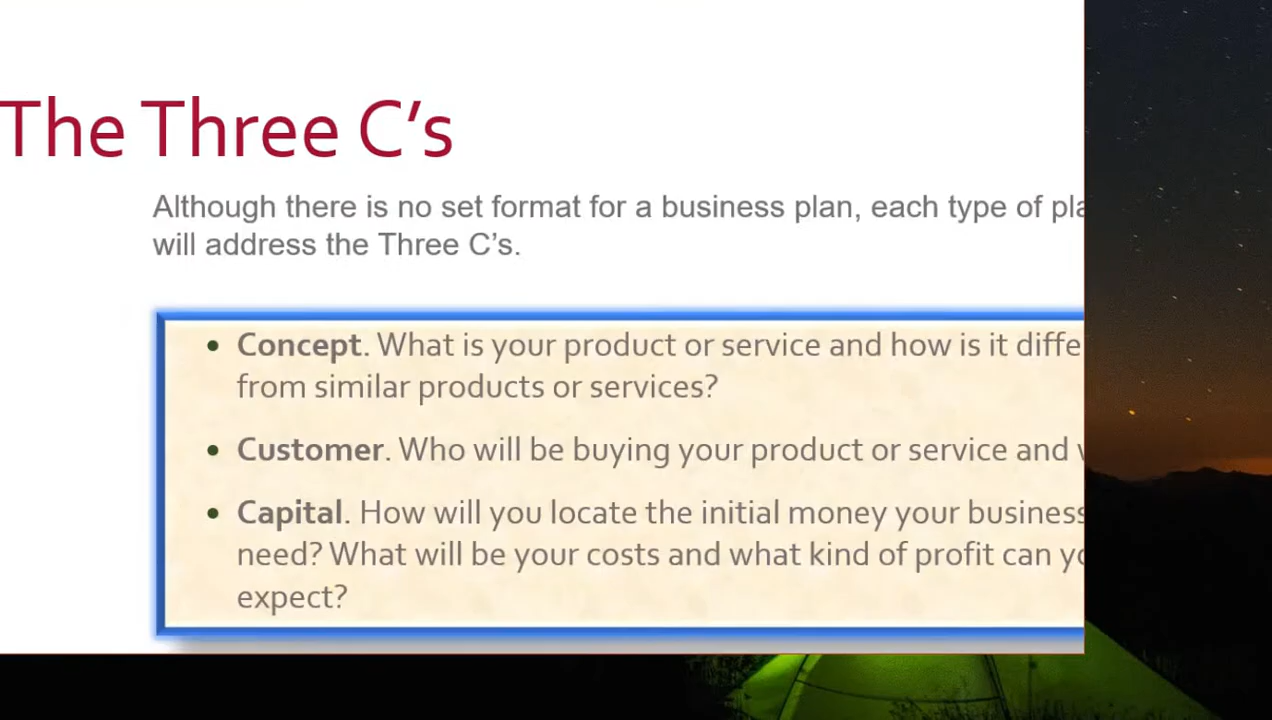 The Three C’s
Although there is no set format for a business plan, each type of
will address the Three C’s.
• Concept. What is your product or service and how is it
from similar products or services?
• Customer. Who will be buying your product or service and
• Capital. How will you locate the initial money your business
need? What will be your costs and what kind of profit can
expect?